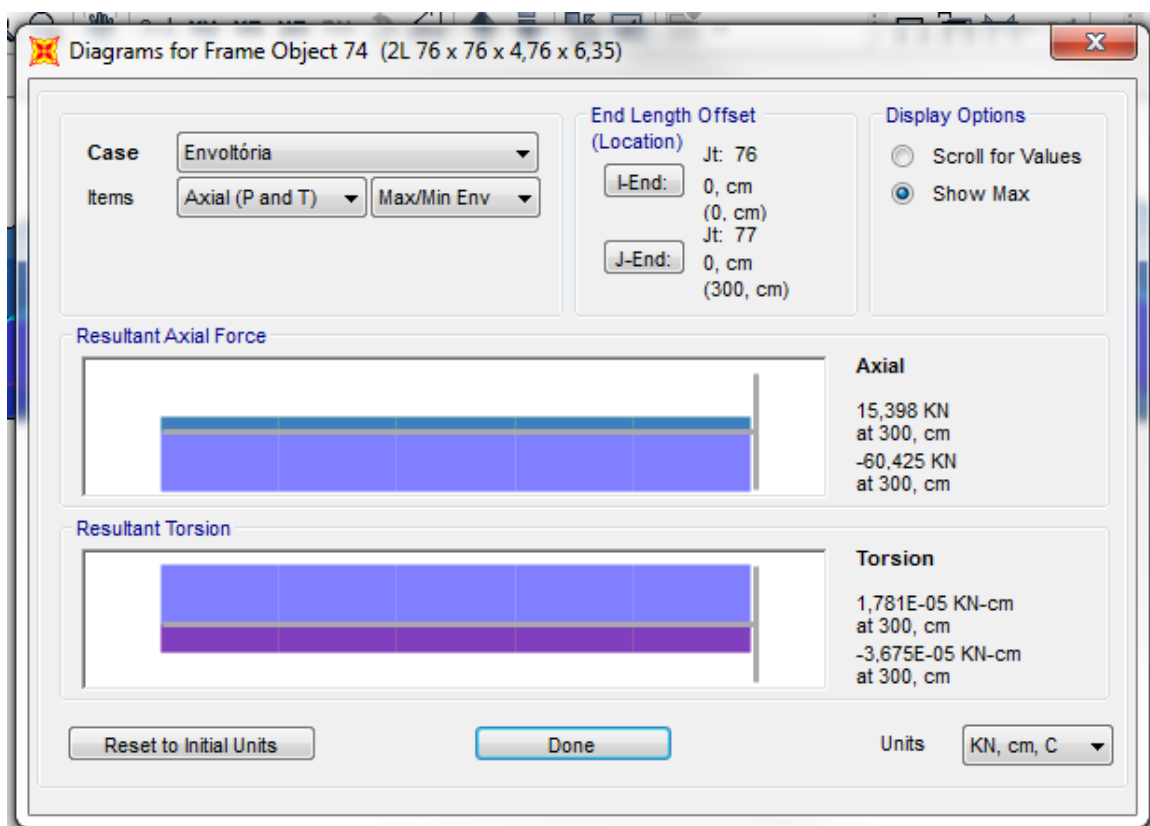 Diagrams for Frame Object 74 (2L 76 x 76 x 4,76 x 6,35)
X
Case
Envoltória
Items
Axial (P and T)
Max/Min Env
End Length Offset
(Location)
I-End:
Jt: 76
0, cm
(0, cm)
J-End:
Jt: 77
0, cm
(300, cm)
Display Options
Scroll for Values
Show Max
Resultant Axial Force
Axial
15,398 KN
at 300, cm
-60,425 KN
at 300, cm
Resultant Torsion
Torsion
1,781E-05 KN-cm
at 300, cm
-3,675E-05 KN-cm
at 300, cm
Reset to Initial Units
Done
Units
KN, cm, C